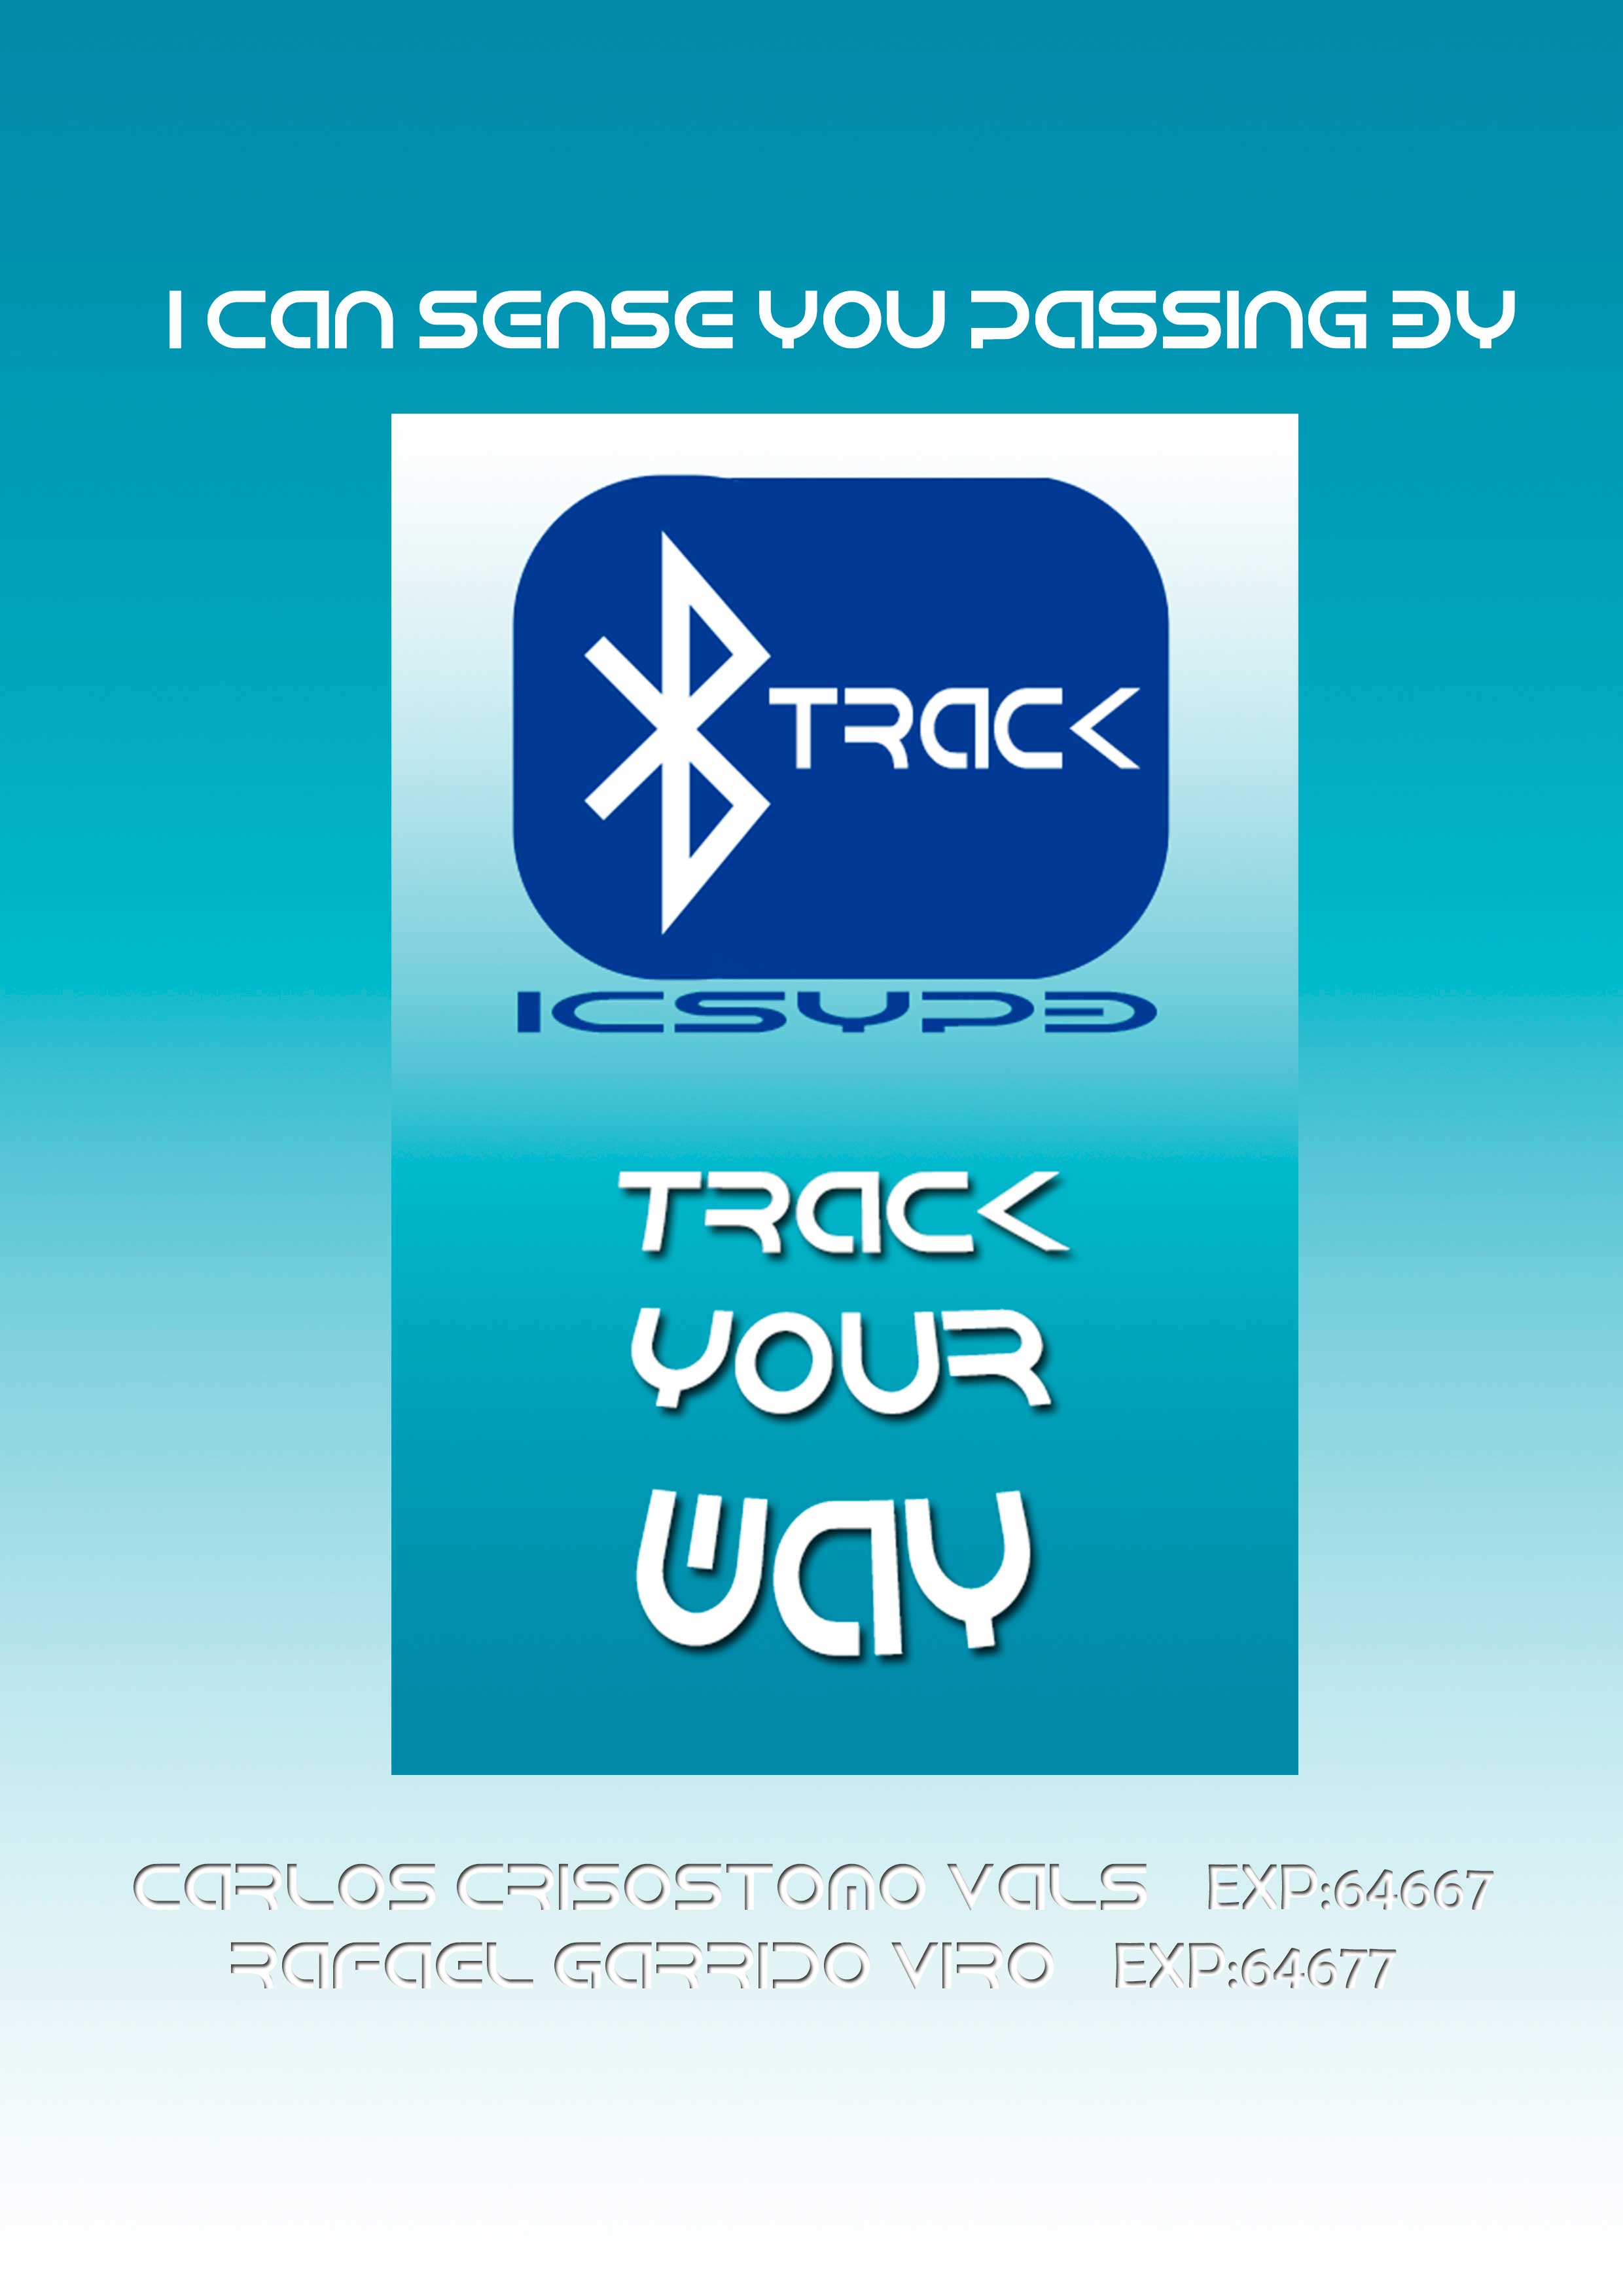 I CAN SENSE YOU PASSING BY
TRACK
ICSYPB
TRACK
YOUR
WAY
CARLOS CRISOSTOMO VALS EXP:64667
RAFAEL GARRIDO VIRO EXP:64677